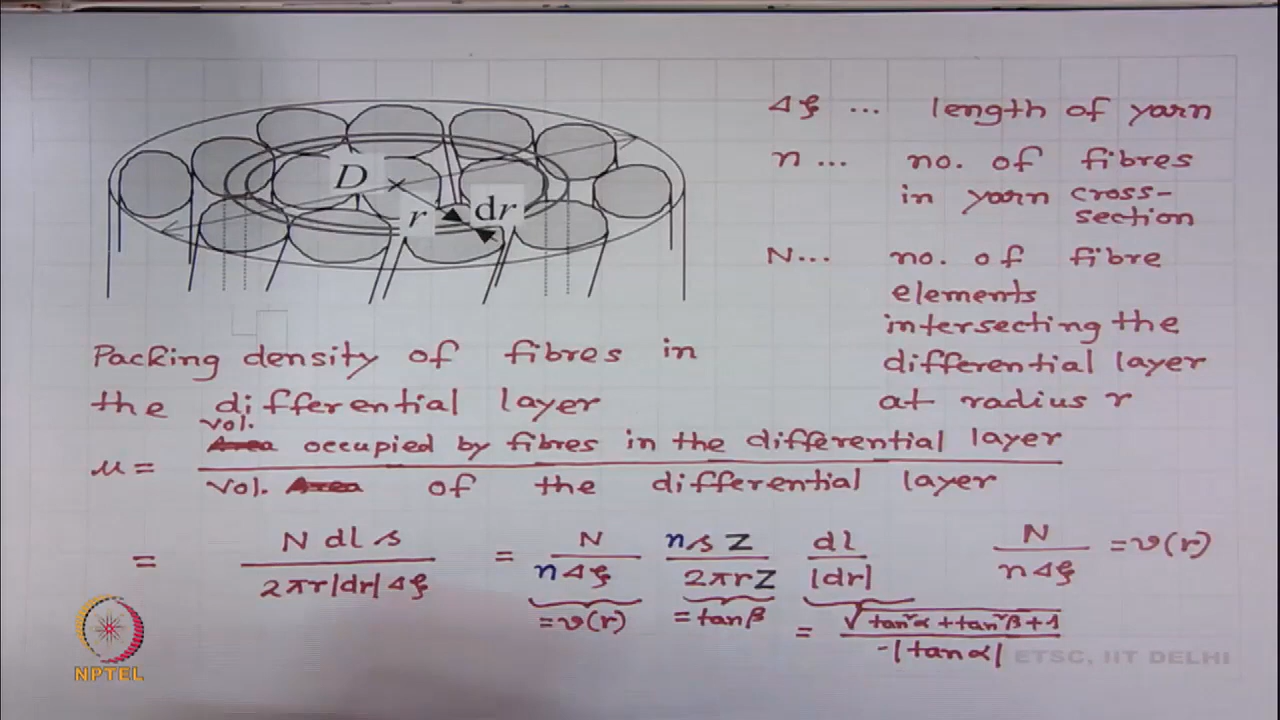 D
r
dr
Δξ ... length of yarn
n ... no. of fibres
in yarn cross-
section
N... no. of fibre
elements
intersecting the
differential layer
at radius r
Packing density of fibres in
the differential layer
μ = vol. A̶r̶e̶a̶ occupied by fibres in the differential layer / vol. A̶r̶e̶a̶ of the differential layer
= N dl s / 2πr|dr|Δξ = N / nΔξ nsZ / 2πrZ dl / |dr| N / nΔξ = ν(r)
= ν(r) = tanβ = √tan²α + tan²β + 1 / -|tanα|
NPTEL
ETSC, IIT DELHI